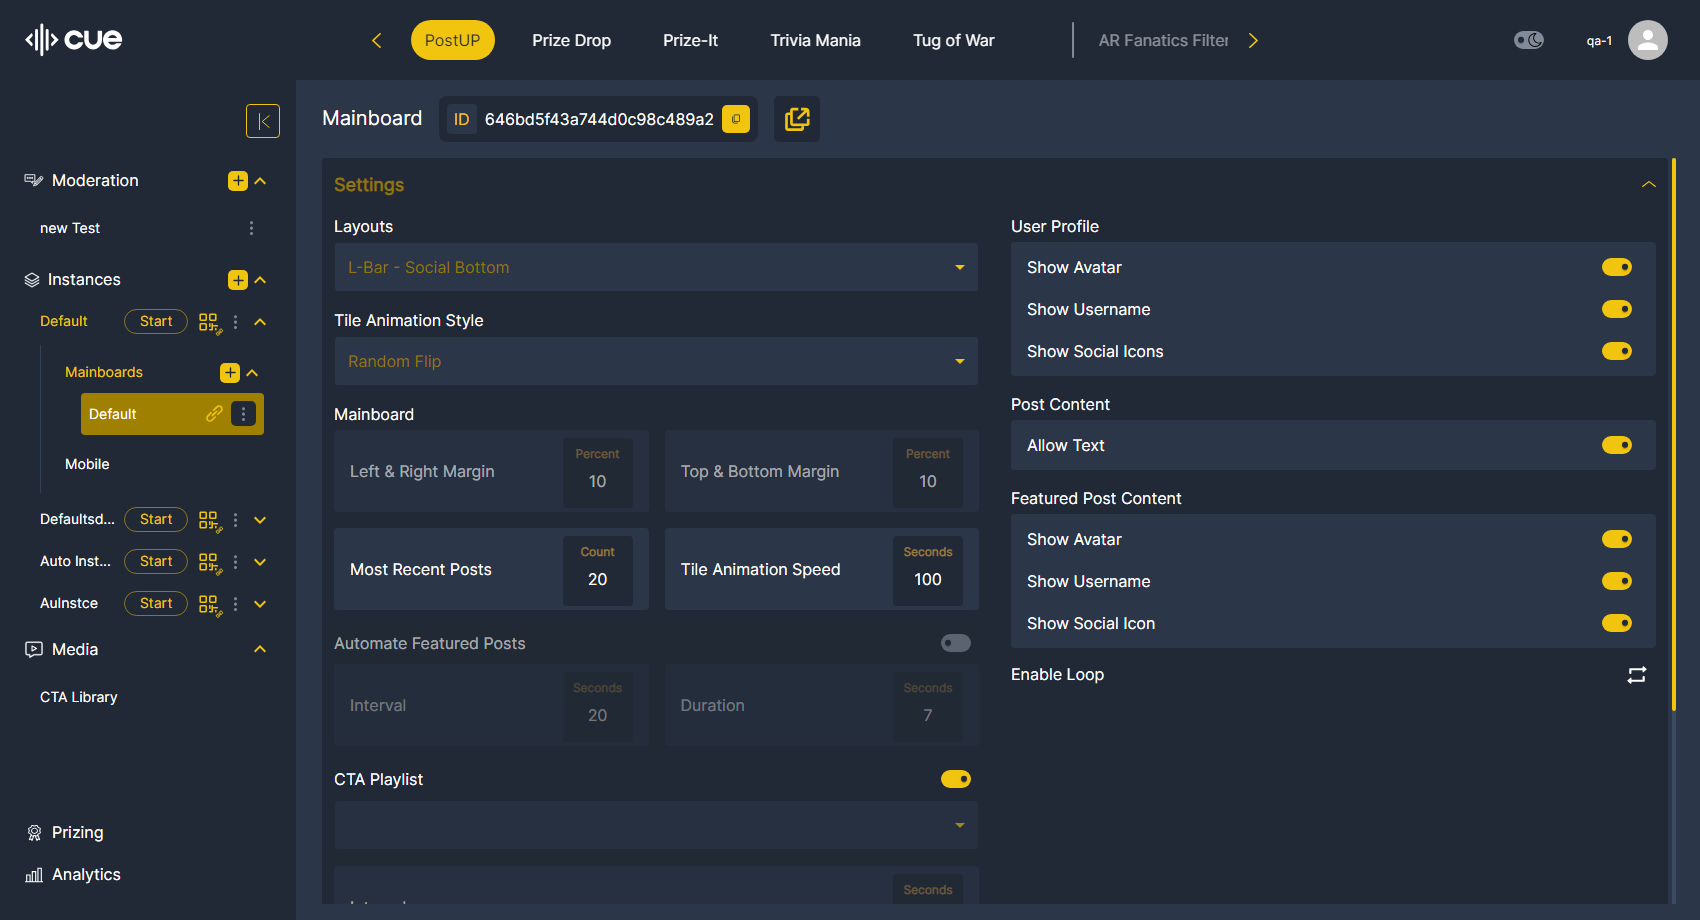 cue
PostUP
Prize Drop
Prize-It
Trivia Mania
Tug of War
AR Fanatics Filter
qa-1
Mainboard
ID
646bd5f43a744d0c98c489a2
Moderation
new Test
Instances
Default
Start
Mainboards
Default
Mobile
Defaultsd...
Start
Auto Inst...
Start
AuInstce
Start
Media
CTA Library
Prizing
Analytics
Settings
Layouts
L-Bar - Social Bottom
Tile Animation Style
Random Flip
Mainboard
Left & Right Margin
Percent
10
Top & Bottom Margin
Percent
10
Most Recent Posts
Count
20
Tile Animation Speed
Seconds
100
Automate Featured Posts
Interval
Seconds
20
Duration
Seconds
7
CTA Playlist
Seconds
User Profile
Show Avatar
Show Username
Show Social Icons
Post Content
Allow Text
Featured Post Content
Show Avatar
Show Username
Show Social Icon
Enable Loop